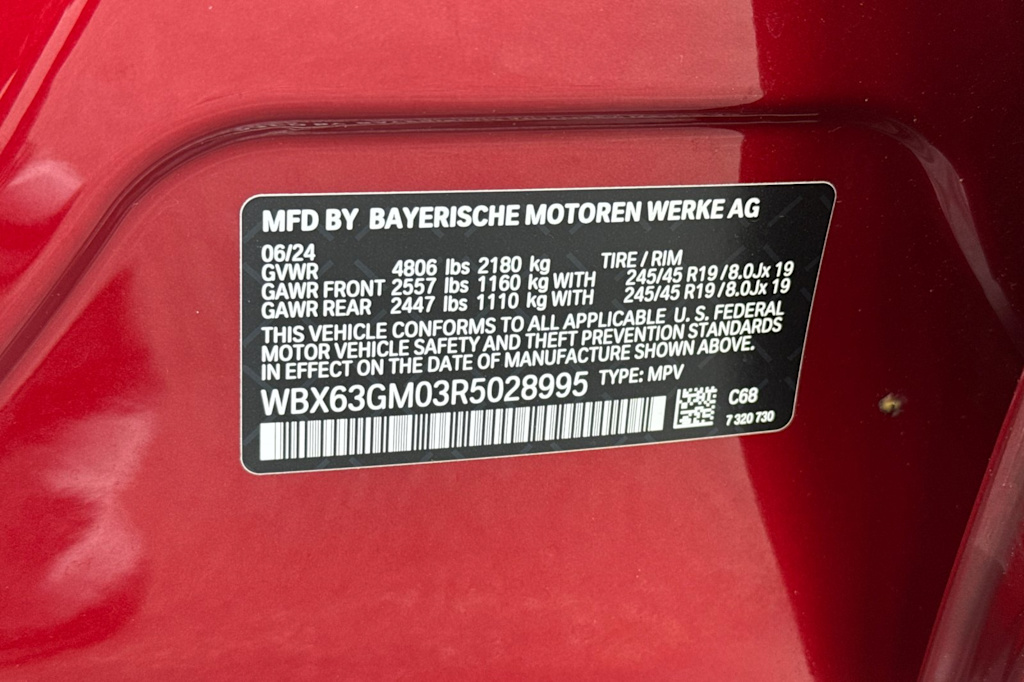 MFD BY BAYERISCHE MOTOREN WERKE AG
06/24
GVWR 4806 lbs 2180 kg TIRE / RIM
GAWR FRONT 2557 lbs 1160 kg WITH 245/45 R19 / 8.0Jx 19
GAWR REAR 2447 lbs 1110 kg WITH 245/45 R19 / 8.0Jx 19
THIS VEHICLE CONFORMS TO ALL APPLICABLE U. S. FEDERAL
MOTOR VEHICLE SAFETY AND THEFT PREVENTION STANDARDS
IN EFFECT ON THE DATE OF MANUFACTURE SHOWN ABOVE.
WBX63GM03R5028995 TYPE: MPV
C68
7 320 730